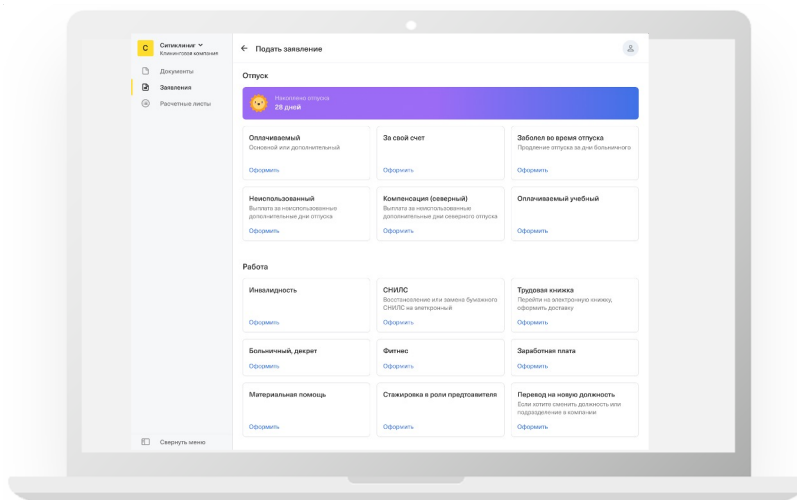 С
Ситиклиниг
Клининговая компания
Документы
Заявления
Расчетные листы
Свернуть меню
← Подать заявление
Отпуск
Накоплено отпуска
28 дней
Оплачиваемый
Основной или дополнительный
Оформить
За свой счет
Оформить
Заболел во время отпуска
Продление отпуска за дни больничного
Оформить
Неиспользованный
Выплата за неиспользованные
дополнительные дни отпуска
Оформить
Компенсация (северный)
Выплата за неиспользованные
дополнительные дни северного отпуска
Оформить
Оплачиваемый учебный
Оформить
Работа
Инвалидность
Оформить
СНИЛС
Восстановление или замена бумажного
СНИЛС на электронный
Оформить
Трудовая книжка
Перейти на электронную книжку,
оформить доставку
Оформить
Больничный, декрет
Оформить
Фитнес
Оформить
Заработная плата
Оформить
Материальная помощь
Оформить
Стажировка в роли предтоавителя
Оформить
Перевод на новую должность
Если хотите сменить должность или
подразделение в компании
Оформить